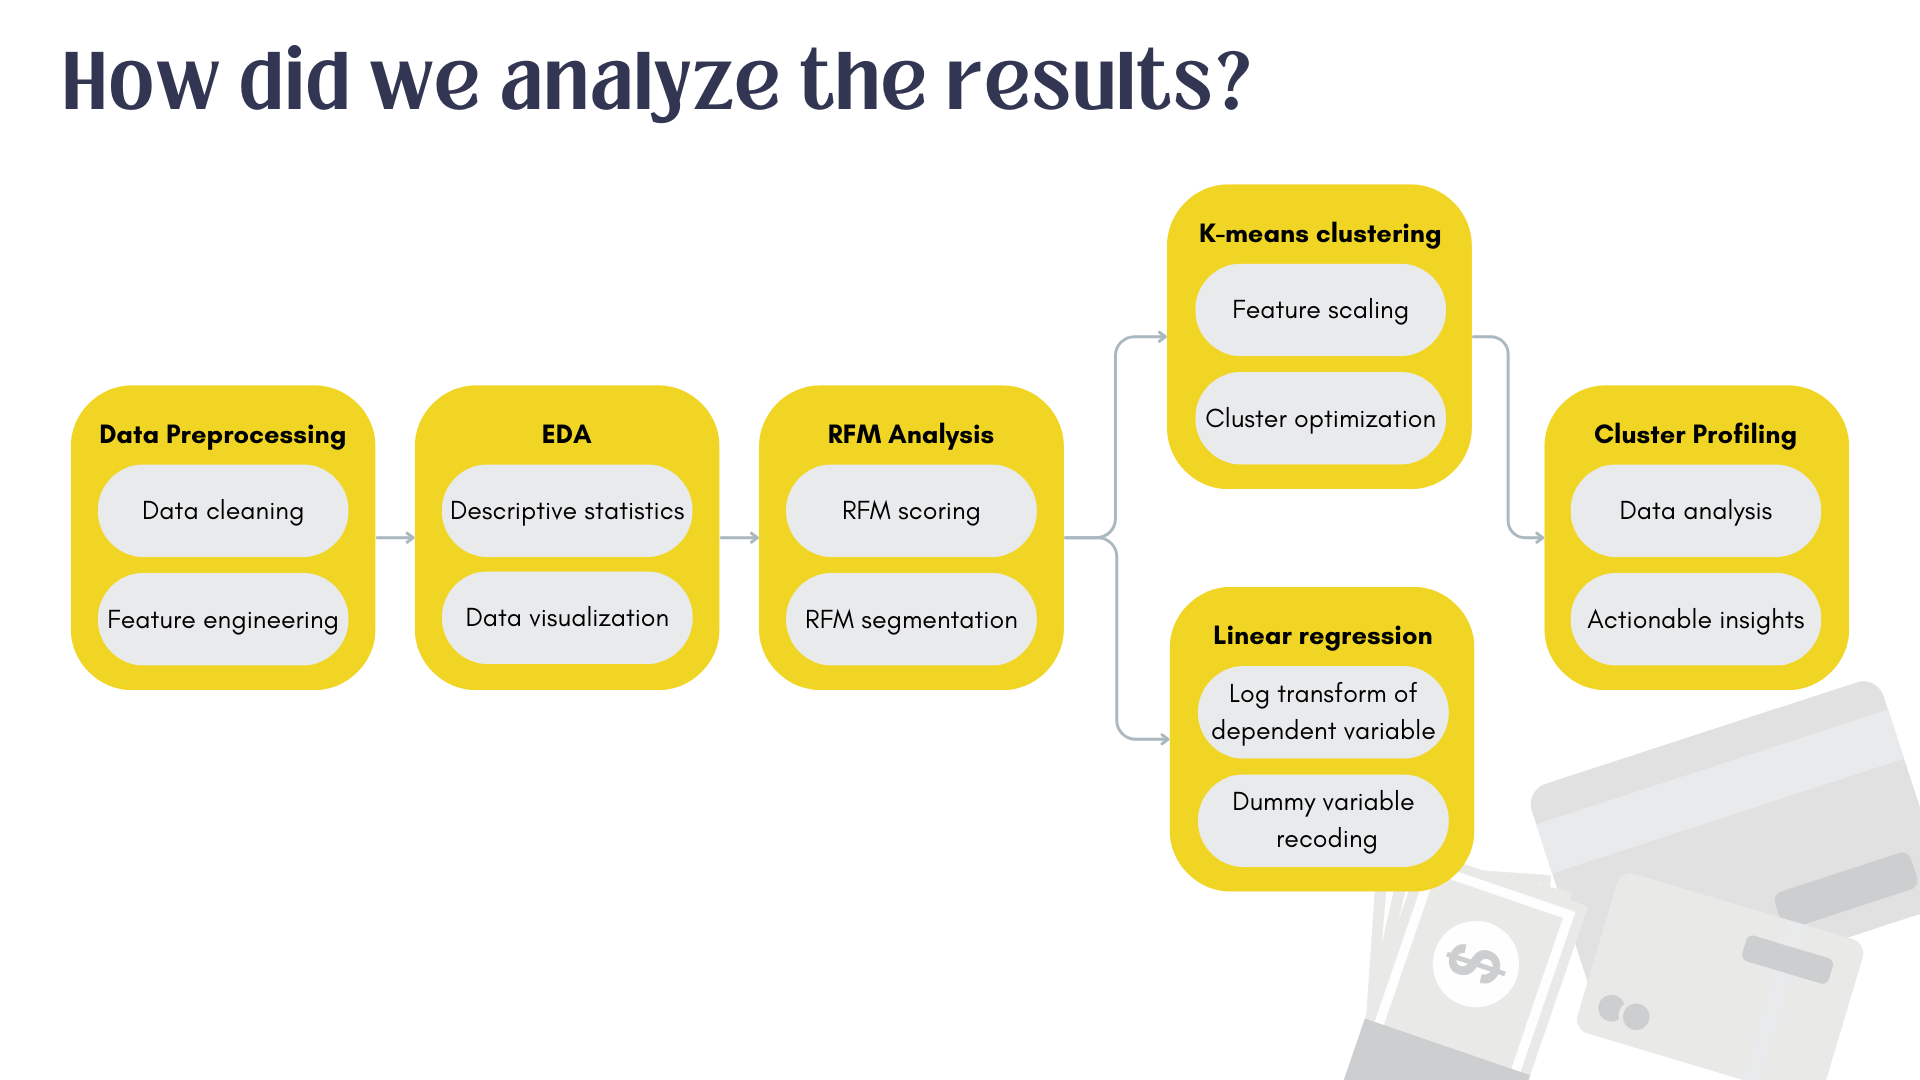 How did we analyze the results?
Data Preprocessing
Data cleaning
Feature engineering
EDA
Descriptive statistics
Data visualization
RFM Analysis
RFM scoring
RFM segmentation
K-means clustering
Feature scaling
Cluster optimization
Linear regression
Log transform of
dependent variable
Dummy variable
recoding
Cluster Profiling
Data analysis
Actionable insights
$